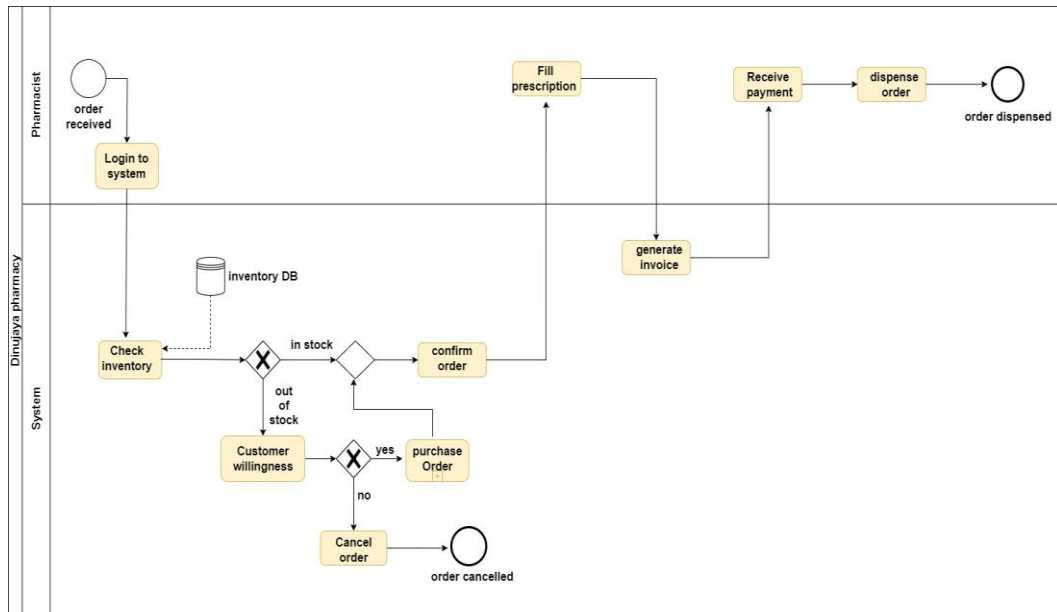 Dinujaya pharmacy
Pharmacist
order
received
Login to
system
Fill
prescription
Receive
payment
dispense
order
order dispensed
System
inventory DB
Check
inventory
in stock
out
of
stock
confirm
order
generate
invoice
Customer
willingness
yes
purchase
Order
no
Cancel
order
order cancelled